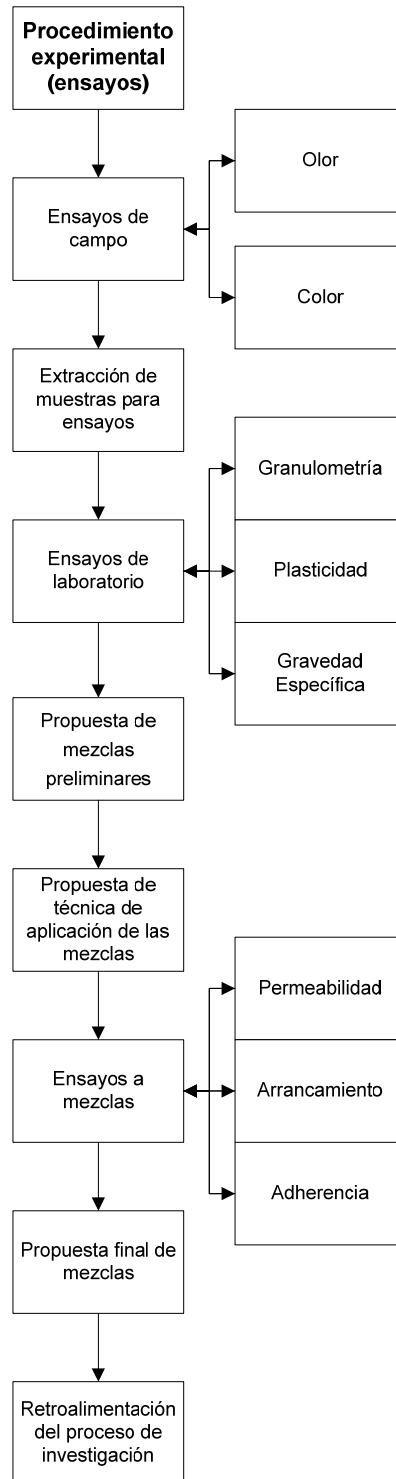 Procedimiento
experimental
(ensayos)
Ensayos de
campo
Olor
Color
Extracción de
muestras para
ensayos
Ensayos de
laboratorio
Granulometría
Plasticidad
Gravedad
Específica
Propuesta de
mezclas
preliminares
Propuesta de
técnica de
aplicación de las
mezclas
Ensayos a
mezclas
Permeabilidad
Arrancamiento
Adherencia
Propuesta final de
mezclas
Retroalimentación
del proceso de
investigación